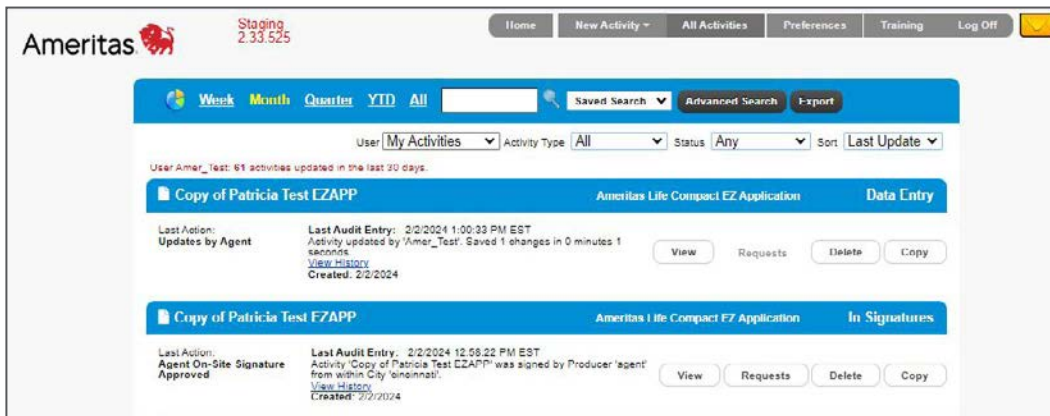 Ameritas
Staging
2.33.525
Home New Activity All Activities Preferences Training Log Off
Week Month Quarter YTD All Saved Search Advanced Search Export
User My Activities Activity Type All Status Any Sort Last Update
User Amer_Test: 61 activities updated in the last 30 days.
Copy of Patricia Test EZAPP Ameritas Life Compact EZ Application Data Entry
Last Action: Last Audit Entry: 2/2/2024 1:00:33 PM EST
Updates by Agent Activity updated by 'Amer_Test'. Saved 1 changes in 0 minutes 1
seconds. View Requests Delete Copy
View History
Created: 2/2/2024
Copy of Patricia Test EZAPP Ameritas Life Compact EZ Application In Signatures
Last Action: Last Audit Entry: 2/2/2024 12:58:22 PM EST
Agent On-Site Signature Activity 'Copy of Patricia Test EZAPP' was signed by Producer 'agent'
Approved from within City 'cincinnati'. View Requests Delete Copy
View History
Created: 2/2/2024